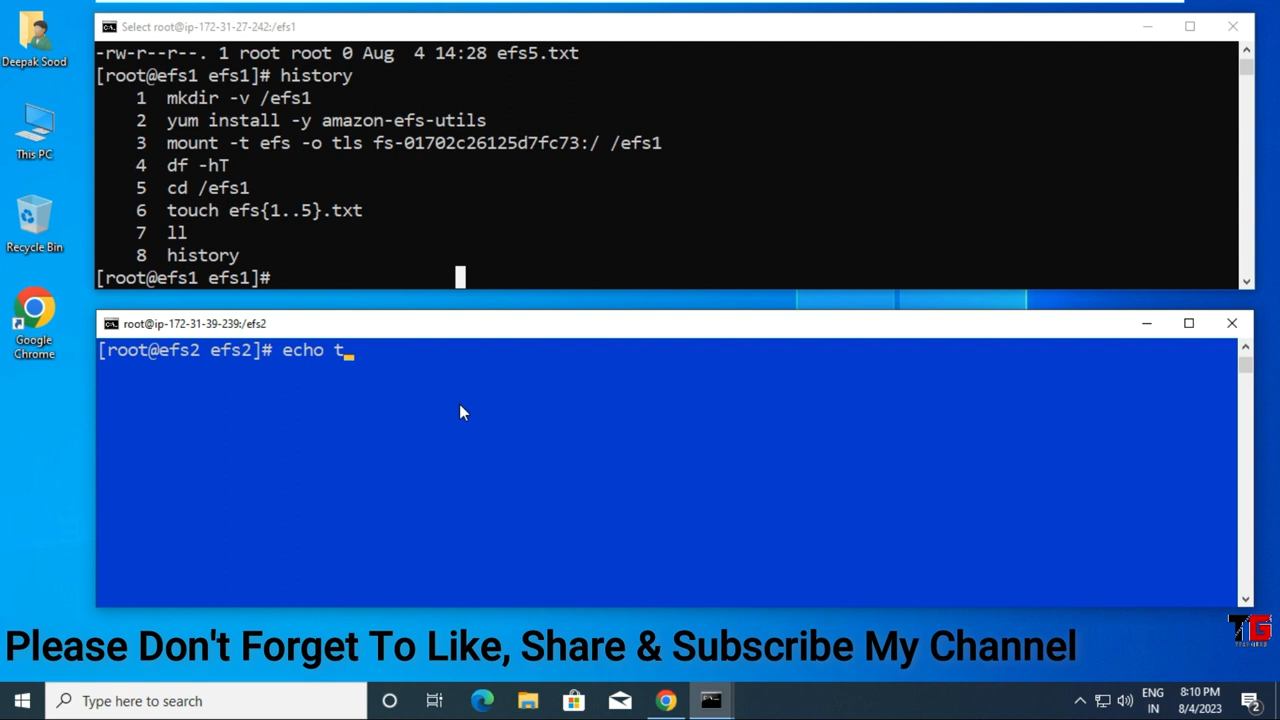 Deepak Sood
This PC
Recycle Bin
Google
Chrome
Select root@ip-172-31-27-242:/efs1
-rw-r--r--. 1 root root 0 Aug  4 14:28 efs5.txt
[root@efs1 efs1]# history
    1  mkdir -v /efs1
    2  yum install -y amazon-efs-utils
    3  mount -t efs -o tls fs-01702c26125d7fc73:/ /efs1
    4  df -hT
    5  cd /efs1
    6  touch efs{1..5}.txt
    7  ll
    8  history
[root@efs1 efs1]#
root@ip-172-31-39-239:/efs2
[root@efs2 efs2]# echo t
Please Don't Forget To Like, Share & Subscribe My Channel
TG
Type here to search
ENG
IN
8:10 PM
8/4/2023
2